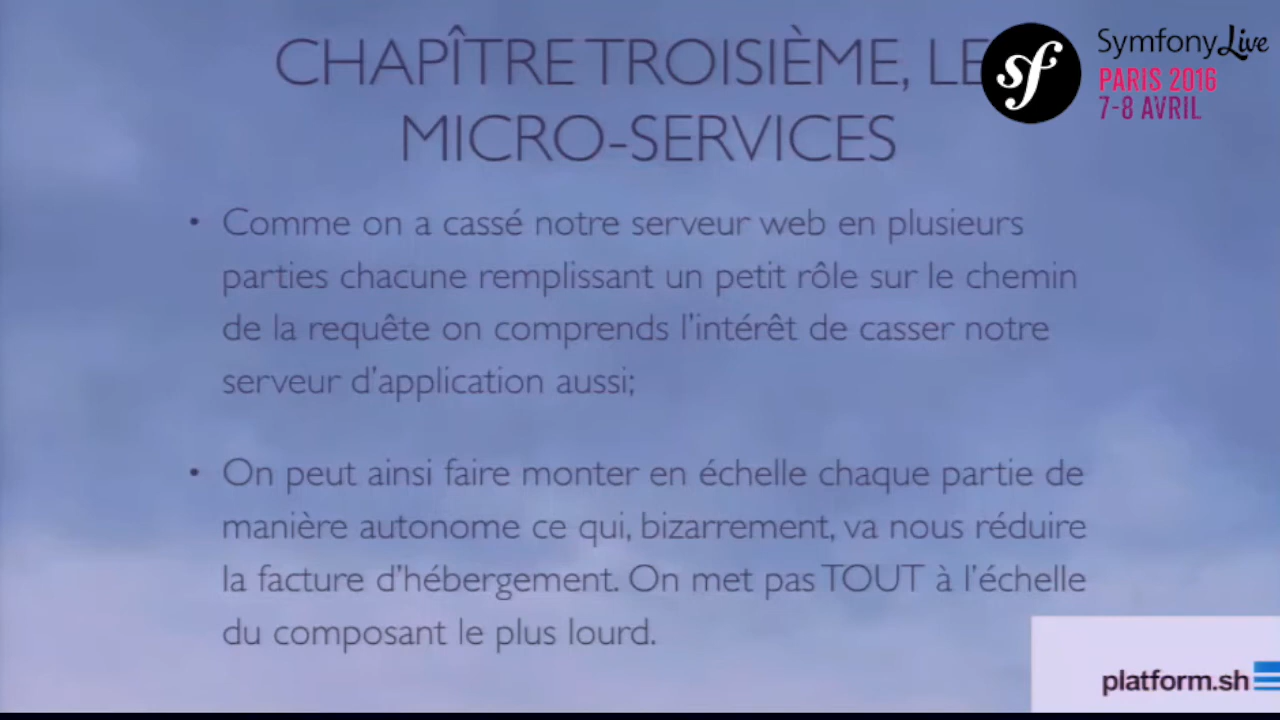 CHAPÎTRE TROISIÈME, LE
MICRO-SERVICES
sf
SymfonyLive
PARIS 2016
7-8 AVRIL
• Comme on a cassé notre serveur web en plusieurs
parties chacune remplissant un petit rôle sur le chemin
de la requête on comprends l'intérêt de casser notre
serveur d'application aussi;
• On peut ainsi faire monter en échelle chaque partie de
manière autonome ce qui, bizarrement, va nous réduire
la facture d'hébergement. On met pas TOUT à l'échelle
du composant le plus lourd.
platform.sh